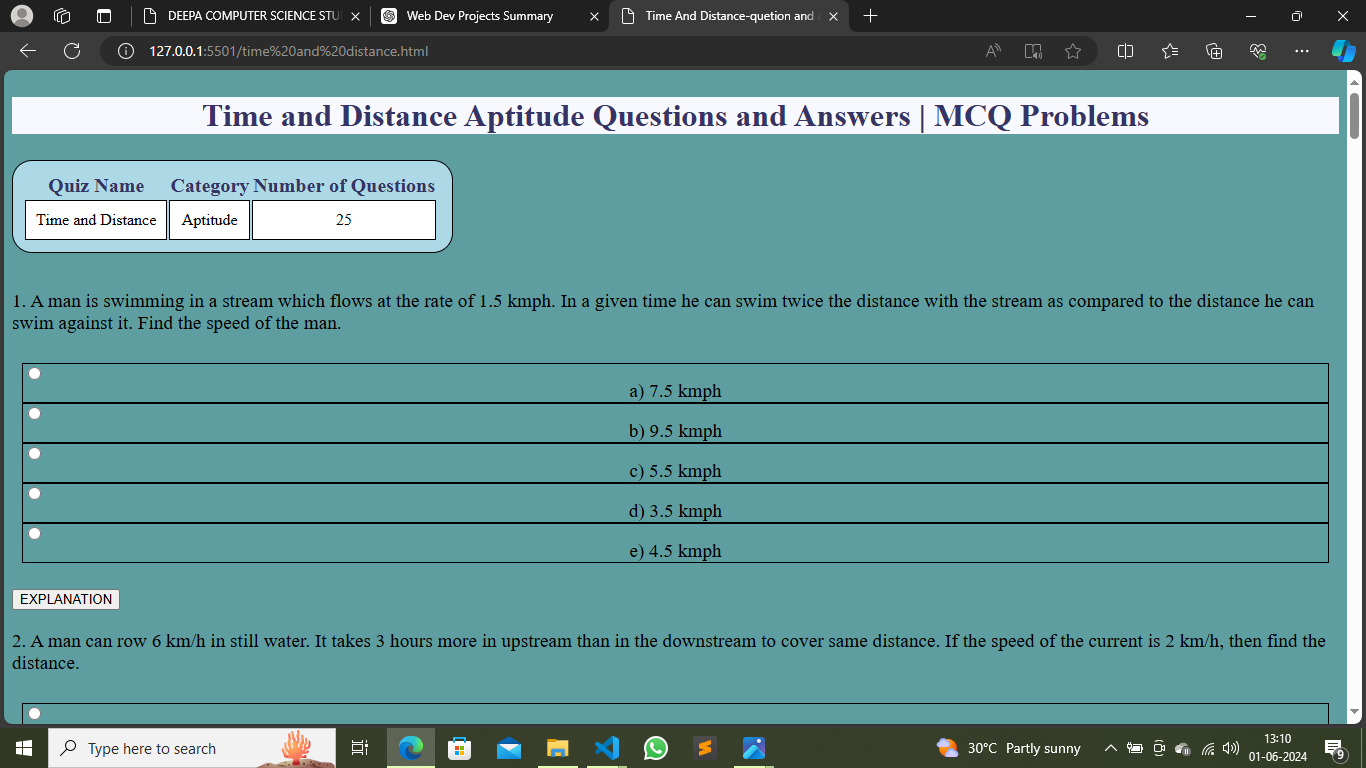 DEEPA COMPUTER SCIENCE STU
Web Dev Projects Summary
Time And Distance-quetion and
127.0.0.1:5501/time%20and%20distance.html
Time and Distance Aptitude Questions and Answers | MCQ Problems
Quiz Name Category Number of Questions
Time and Distance Aptitude 25
1. A man is swimming in a stream which flows at the rate of 1.5 kmph. In a given time he can swim twice the distance with the stream as compared to the distance he can
swim against it. Find the speed of the man.
a) 7.5 kmph
b) 9.5 kmph
c) 5.5 kmph
d) 3.5 kmph
e) 4.5 kmph
EXPLANATION
2. A man can row 6 km/h in still water. It takes 3 hours more in upstream than in the downstream to cover same distance. If the speed of the current is 2 km/h, then find the
distance.
Type here to search
30°C Partly sunny
13:10
01-06-2024
9